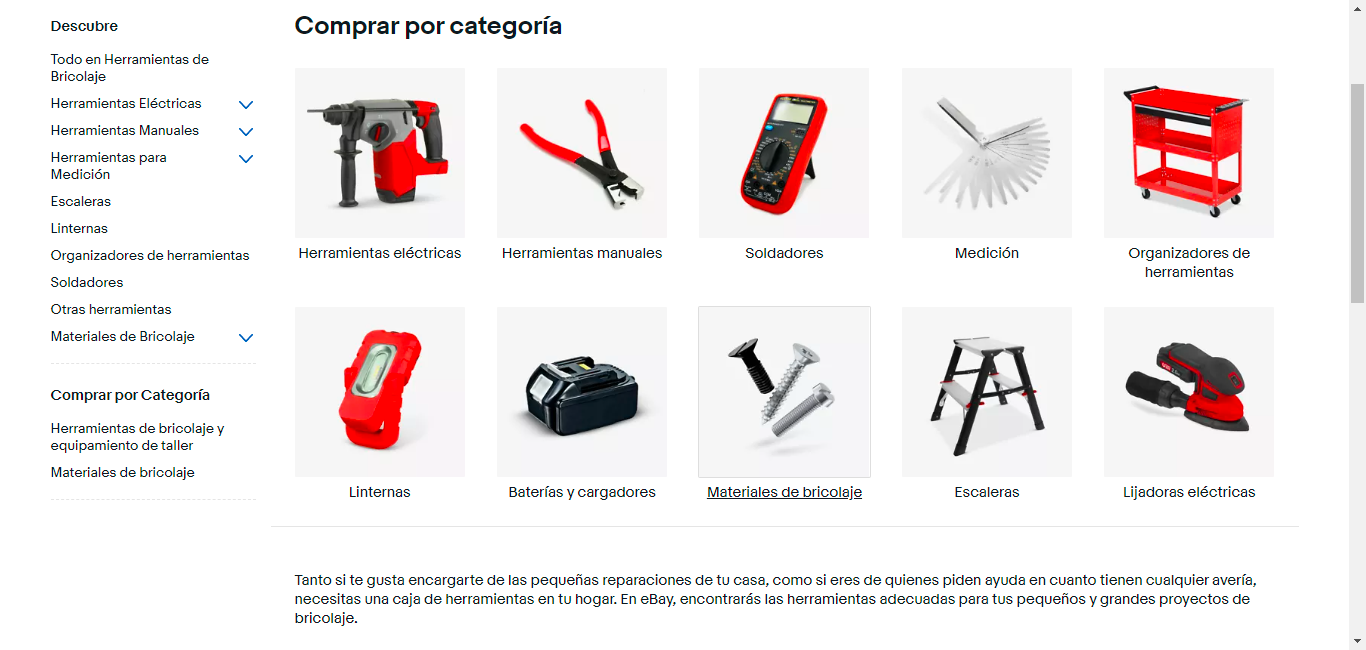 Descubre
Todo en Herramientas de
Bricolaje
Herramientas Eléctricas
Herramientas Manuales
Herramientas para
Medición
Escaleras
Linternas
Organizadores de herramientas
Soldadores
Otras herramientas
Materiales de Bricolaje
Comprar por Categoría
Herramientas de bricolaje y
equipamiento de taller
Materiales de bricolaje
Comprar por categoría
Herramientas eléctricas
Herramientas manuales
Soldadores
Medición
Organizadores de
herramientas
Linternas
Baterías y cargadores
Materiales de bricolaje
Escaleras
Lijadoras eléctricas
Tanto si te gusta encargarte de las pequeñas reparaciones de tu casa, como si eres de quienes piden ayuda en cuanto tienen cualquier avería,
necesitas una caja de herramientas en tu hogar. En eBay, encontrarás las herramientas adecuadas para tus pequeños y grandes proyectos de
bricolaje.